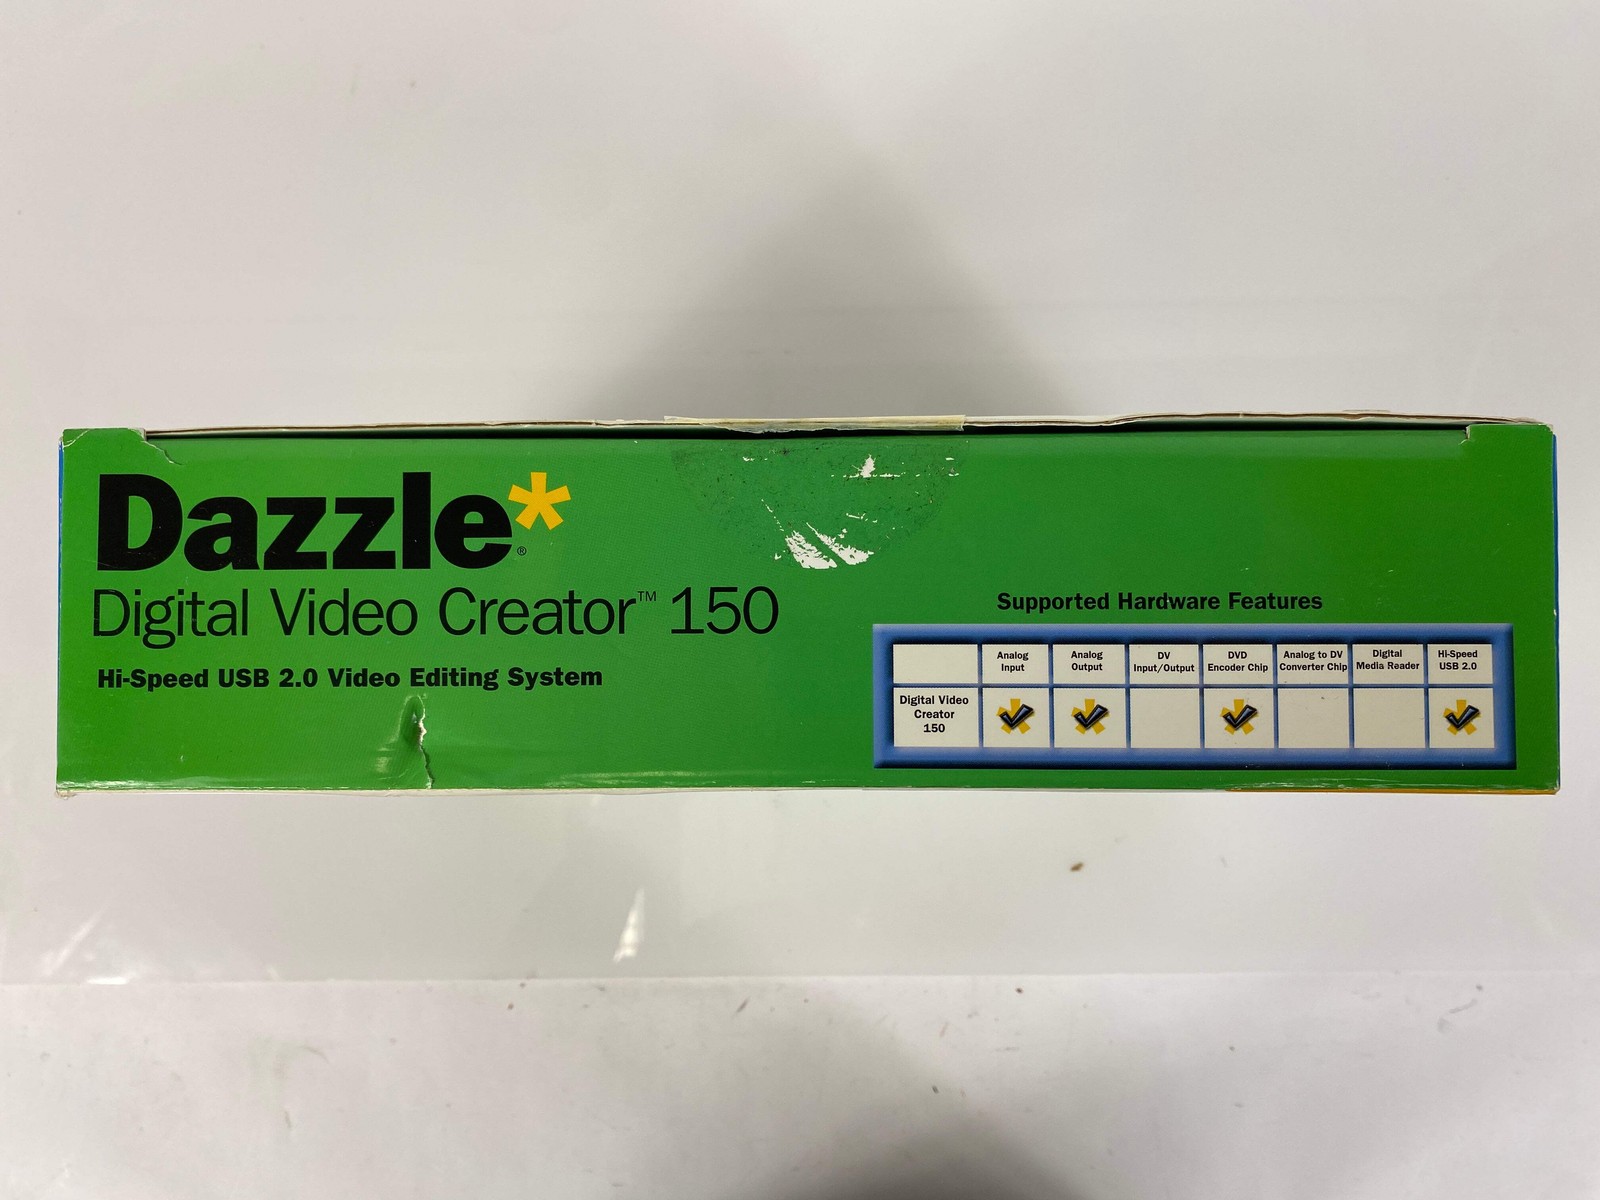 Dazzle*®
Digital Video Creator™ 150
Hi-Speed USB 2.0 Video Editing System
Supported Hardware Features
Analog Input
Analog Output
DV Input/Output
DVD Encoder Chip
Analog to DV Converter Chip
Digital Media Reader
Hi-Speed USB 2.0
Digital Video
Creator
150